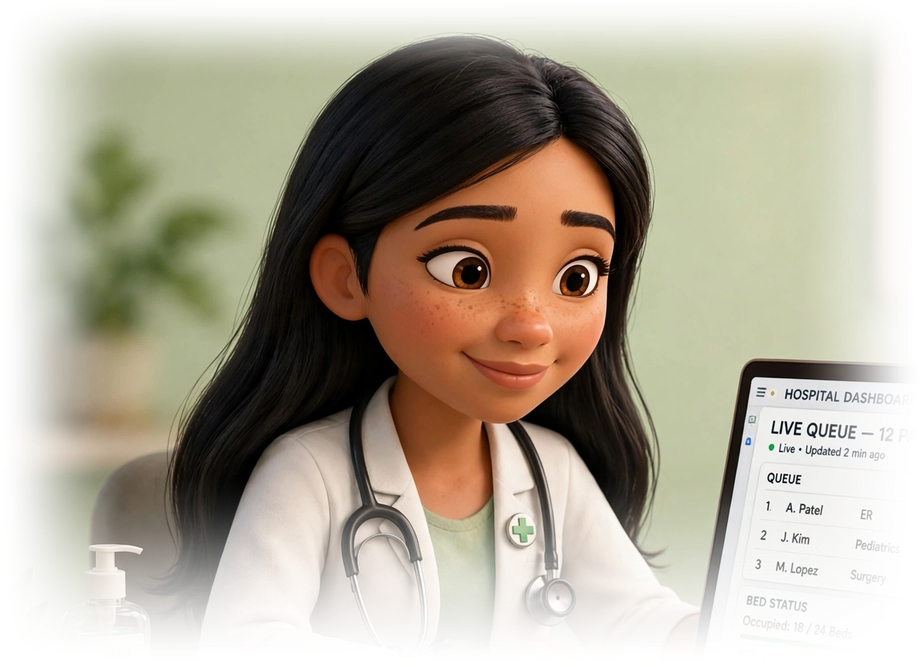 HOSPITAL DASHBOAR
LIVE QUEUE — 12 P
Live • Updated 2 min ago
QUEUE
1 A. Patel ER
2 J. Kim Pediatrics
3 M. Lopez Surgery
BED STATUS
Occupied: 18 / 24 Beds